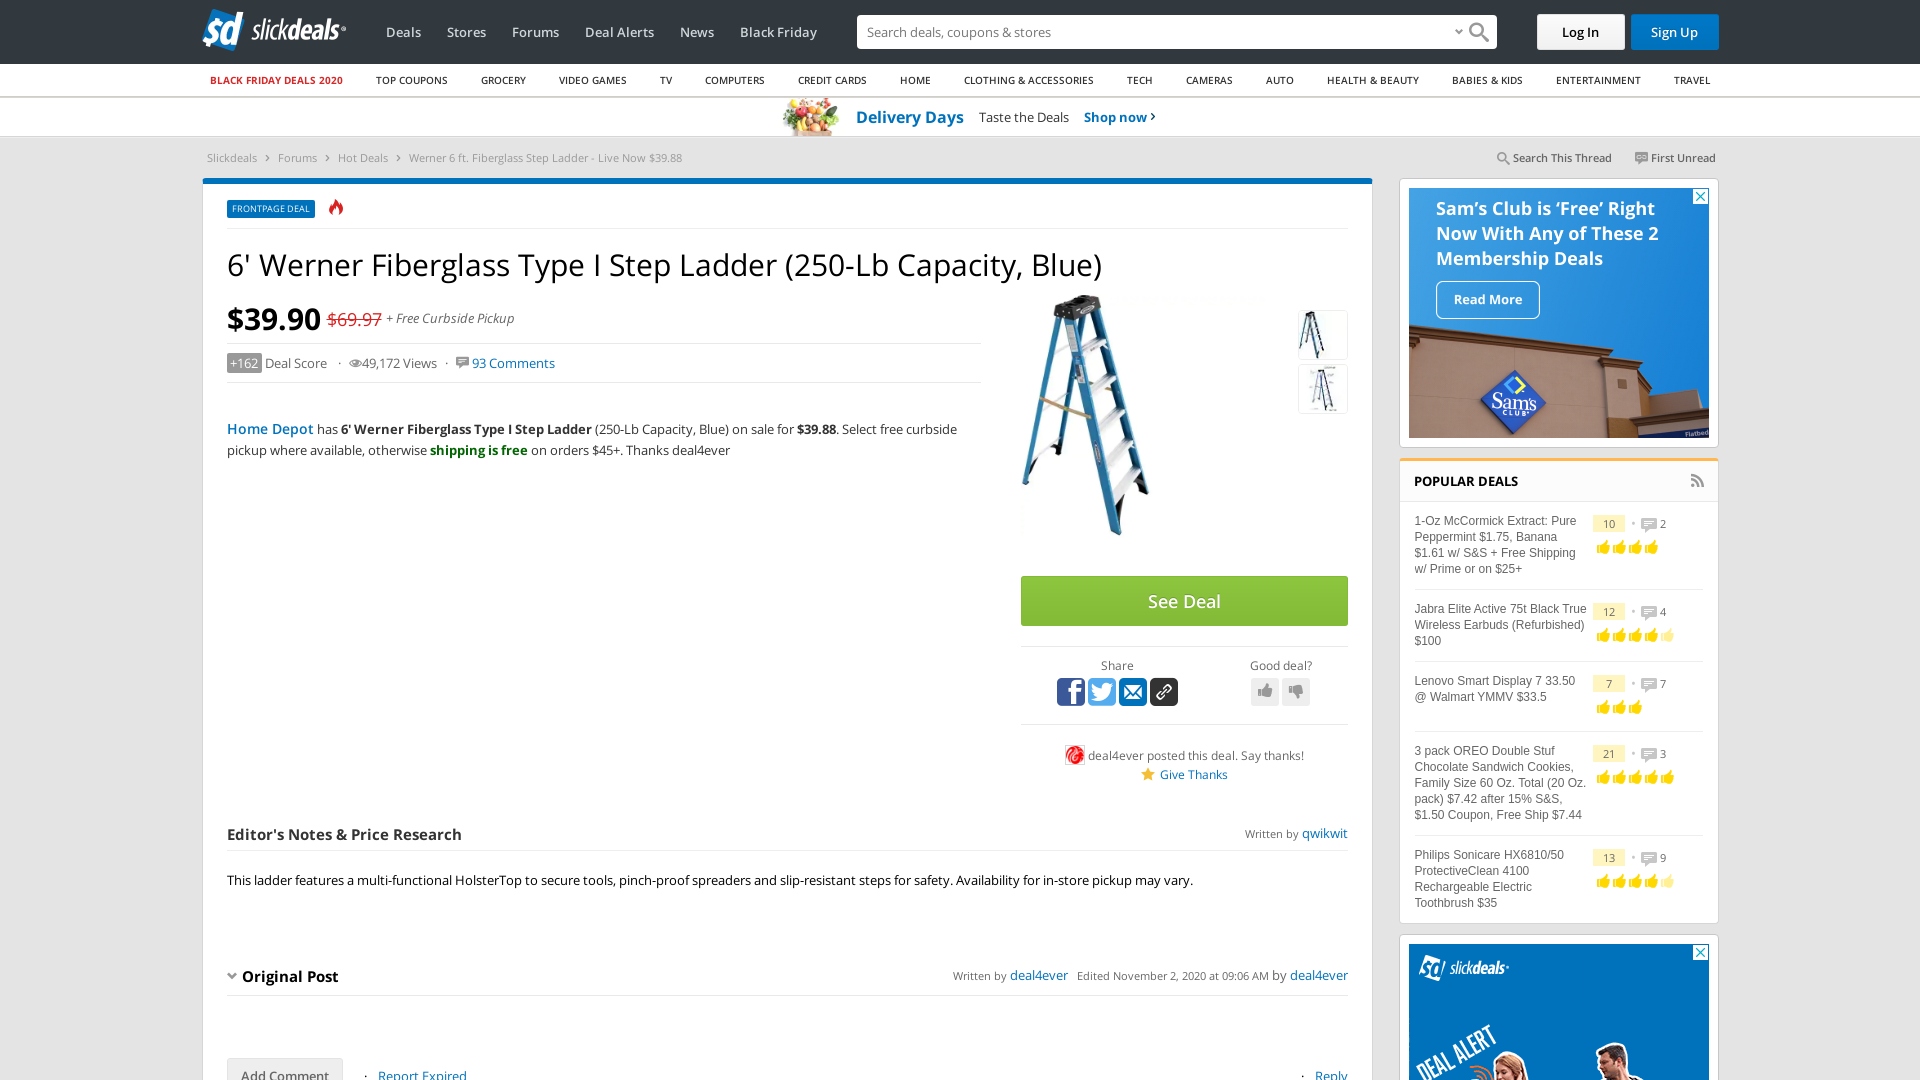 slickdeals
Deals Stores Forums Deal Alerts News Black Friday
Search deals, coupons & shopping
Log In
Sign Up
BLACK FRIDAY DEALS 2020 TOP COUPONS GROCERY VIDEO GAMES TV COMPUTERS CREDIT CARDS HOME CLOTHING & ACCESSORIES TECH CAMERAS AUTO HEALTH & BEAUTY BABIES & KIDS ENTERTAINMENT TRAVEL
Delivery Days Taste the Deals Shop now
Slickdeals Forums Hot Deals Werner 6 ft. Fiberglass Step Ladder - Live Now $39.88
Search This Thread First Unread
FRONTPAGE DEAL
6' Werner Fiberglass Type I Step Ladder (250-Lb Capacity, Blue)
$39.90 $69.97 + Free Curbside Pickup
+162 Deal Score · 49,172 Views · 93 Comments
Home Depot has 6' Werner Fiberglass Type I Step Ladder (250-Lb Capacity, Blue) on sale for $39.88. Select free curbside
pickup where available, otherwise shipping is free on orders $45+. Thanks deal4ever
See Deal
Share
Good deal?
deal4ever posted this deal. Say thanks!
Give Thanks
Editor's Notes & Price Research
Written by qwikwit
This ladder features a multi-functional HolsterTop to secure tools, pinch-proof spreaders and slip-resistant steps for safety. Availability for in-store pickup may vary.
Original Post
Written by deal4ever Edited November 2, 2020 at 09:06 AM by deal4ever
Add Comment
· Report Expired
· Reply
Sam's Club is ‘Free’ Right
Now With Any of These 2
Membership Deals
Read More
Sam's
CLUB
POPULAR DEALS
1-Oz McCormick Extract: Pure
Peppermint $1.75, Banana
$1.61 w/ S&S + Free Shipping
w/ Prime or on $25+
10 • 2
Jabra Elite Active 75t Black True
Wireless Earbuds (Refurbished)
$100
12 • 4
Lenovo Smart Display 7 33.50
@ Walmart YMMV $33.5
7 • 7
3 pack OREO Double Stuf
Chocolate Sandwich Cookies,
Family Size 60 Oz. Total (20 Oz.
pack) $7.42 after 15% S&S,
$1.50 Coupon, Free Ship $7.44
21 • 3
Philips Sonicare HX6810/50
ProtectiveClean 4100
Rechargeable Electric
Toothbrush $35
13 • 9
slickdeals
DEAL ALERT